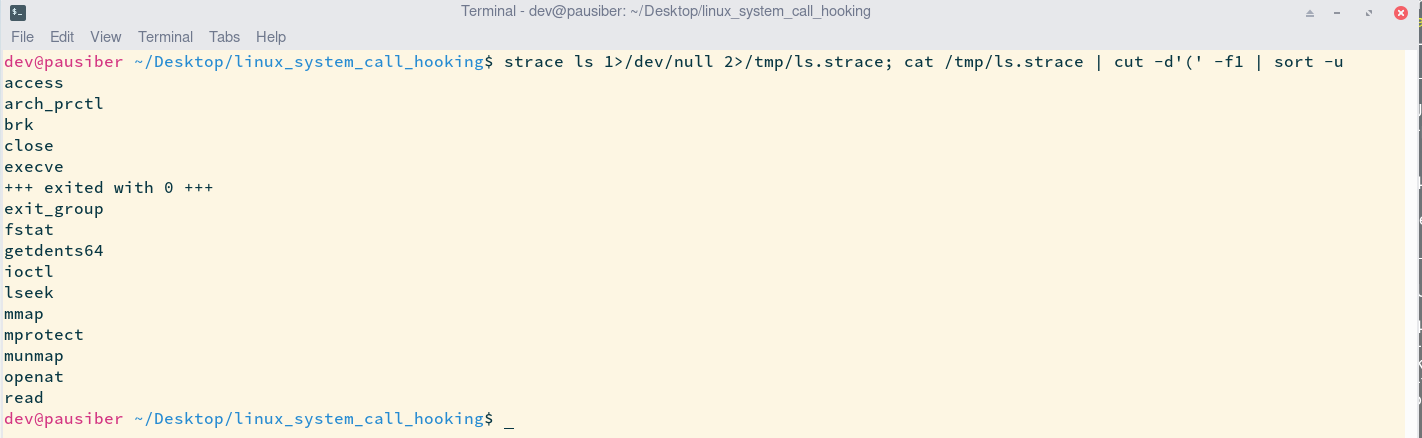 Terminal - dev@pausiber: ~/Desktop/linux_system_call_hooking
File Edit View Terminal Tabs Help
dev@pausiber ~/Desktop/linux_system_call_hooking$ strace ls 1>/dev/null 2>/tmp/ls.strace; cat /tmp/ls.strace | cut -d'(' -f1 | sort -u
access
arch_prctl
brk
close
execve
+++ exited with 0 +++
exit_group
fstat
getdents64
ioctl
lseek
mmap
mprotect
munmap
openat
read
dev@pausiber ~/Desktop/linux_system_call_hooking$ _